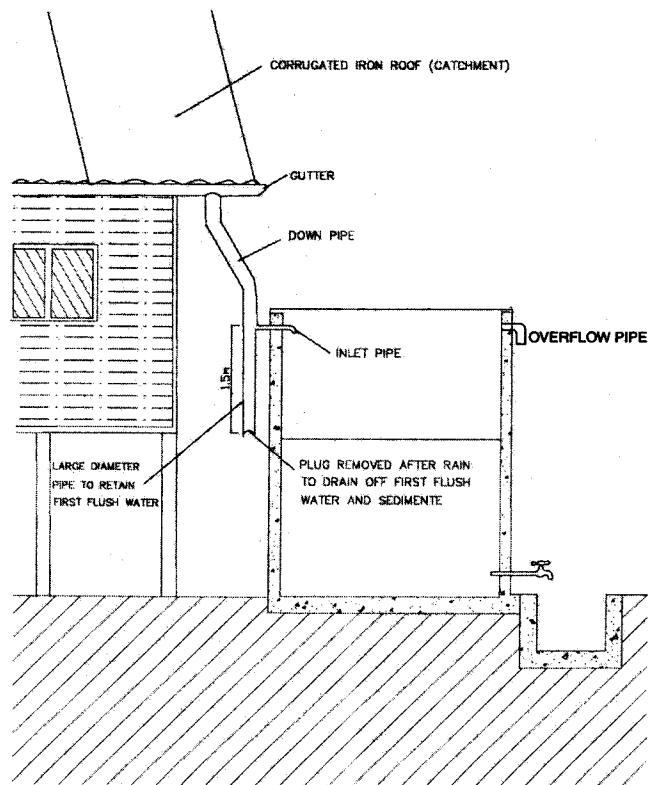 CORRUGATED IRON ROOF (CATCHMENT)
GUTTER
DOWN PIPE
OVERFLOW PIPE
INLET PIPE
1.5m
LARGE DIAMETER
PIPE TO RETAIN
FIRST FLUSH WATER
PLUG REMOVED AFTER RAIN
TO DRAIN OFF FIRST FLUSH
WATER AND SEDIMENTE